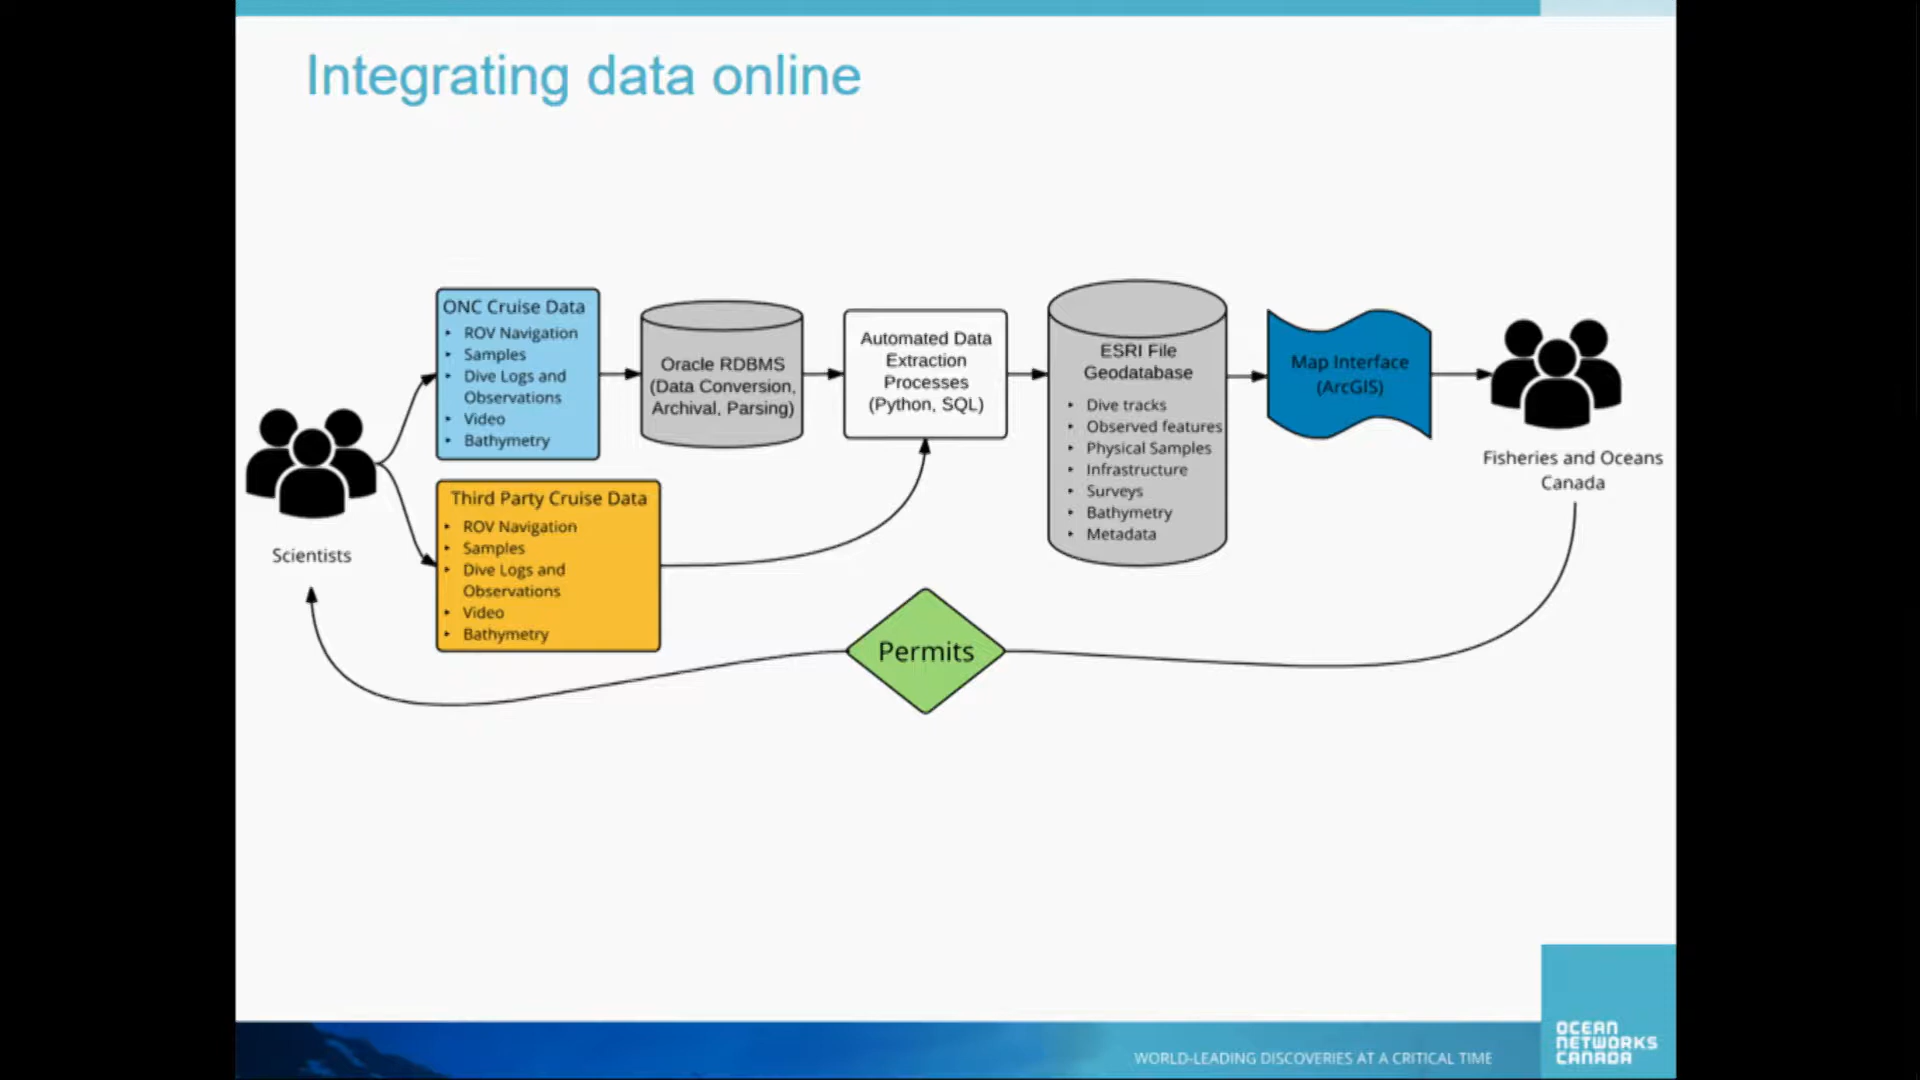 Integrating data online
ONC Cruise Data
• ROV Navigation
• Samples
• Dive Logs and
Observations
• Video
• Bathymetry
Oracle RDBMS
(Data Conversion,
Archival, Parsing)
Automated Data
Extraction
Processes
(Python, SQL)
ESRI File
Geodatabase
• Dive tracks
• Observed features
• Physical Samples
• Infrastructure
• Surveys
• Bathymetry
• Metadata
Map Interface
(ArcGIS)
Fisheries and Oceans
Canada
Scientists
Third Party Cruise Data
• ROV Navigation
• Samples
• Dive Logs and
Observations
• Video
• Bathymetry
Permits
WORLD-LEADING DISCOVERIES AT A CRITICAL TIME
OCEAN
NETWORKS
CANADA